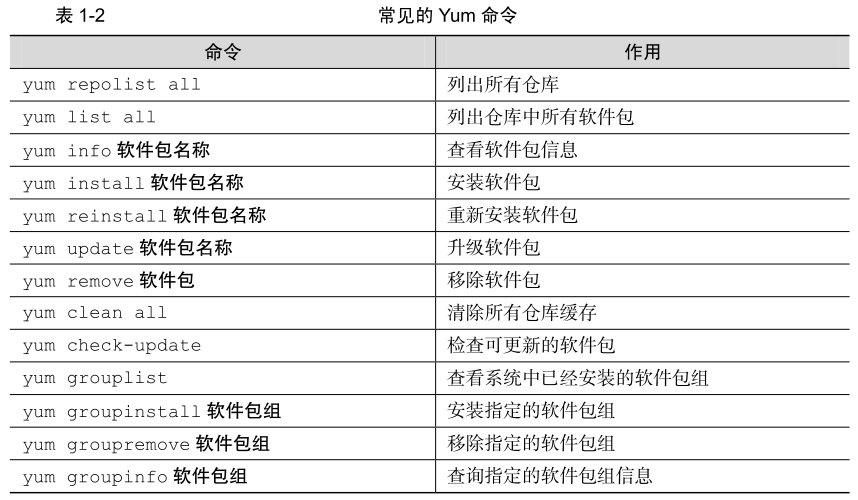 表 1-2 常见的 Yum 命令
命令 作用
yum repolist all 列出所有仓库
yum list all 列出仓库中所有软件包
yum info 软件包名称 查看软件包信息
yum install 软件包名称 安装软件包
yum reinstall 软件包名称 重新安装软件包
yum update 软件包名称 升级软件包
yum remove 软件包 移除软件包
yum clean all 清除所有仓库缓存
yum check-update 检查可更新的软件包
yum grouplist 查看系统中已经安装的软件包组
yum groupinstall 软件包组 安装指定的软件包组
yum groupremove 软件包组 移除指定的软件包组
yum groupinfo 软件包组 查询指定的软件包组信息